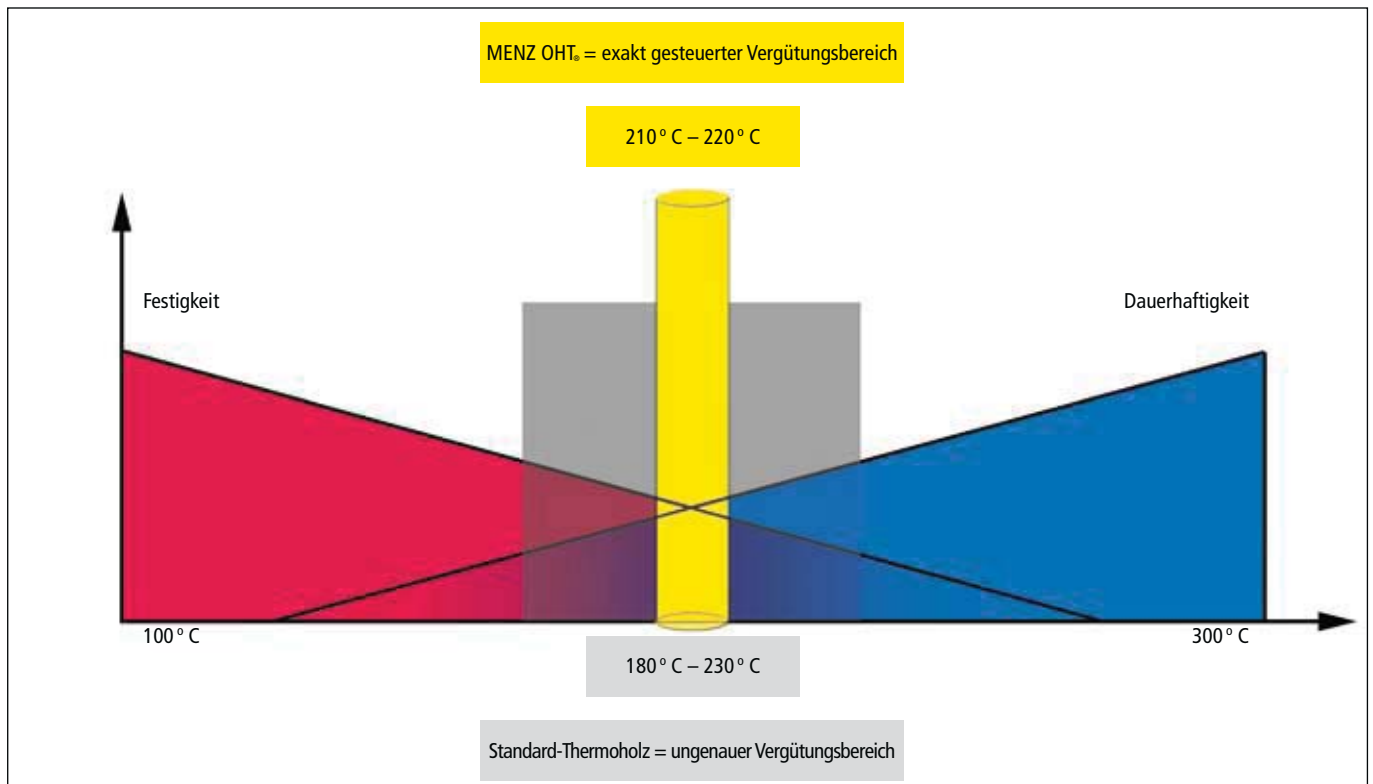 MENZ OHT® = exakt gesteuerter Vergütungsbereich
210° C – 220° C
Festigkeit
Dauerhaftigkeit
100° C
300° C
180° C – 230° C
Standard-Thermoholz = ungenauer Vergütungsbereich